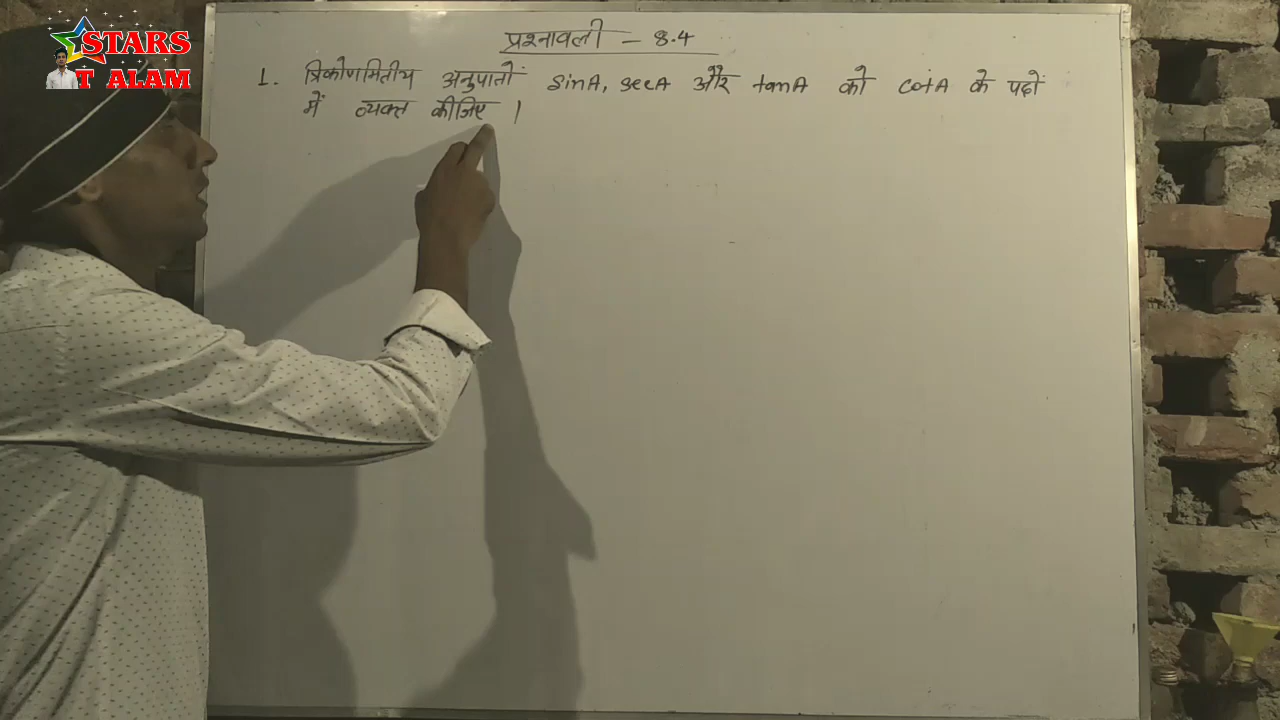 STARS
T ALAM
प्रश्नावली - 8.4
1. त्रिकोणमितीय अनुपातों sinA, secA और tanA को cotA के पदों
में व्यक्त कीजिए ।